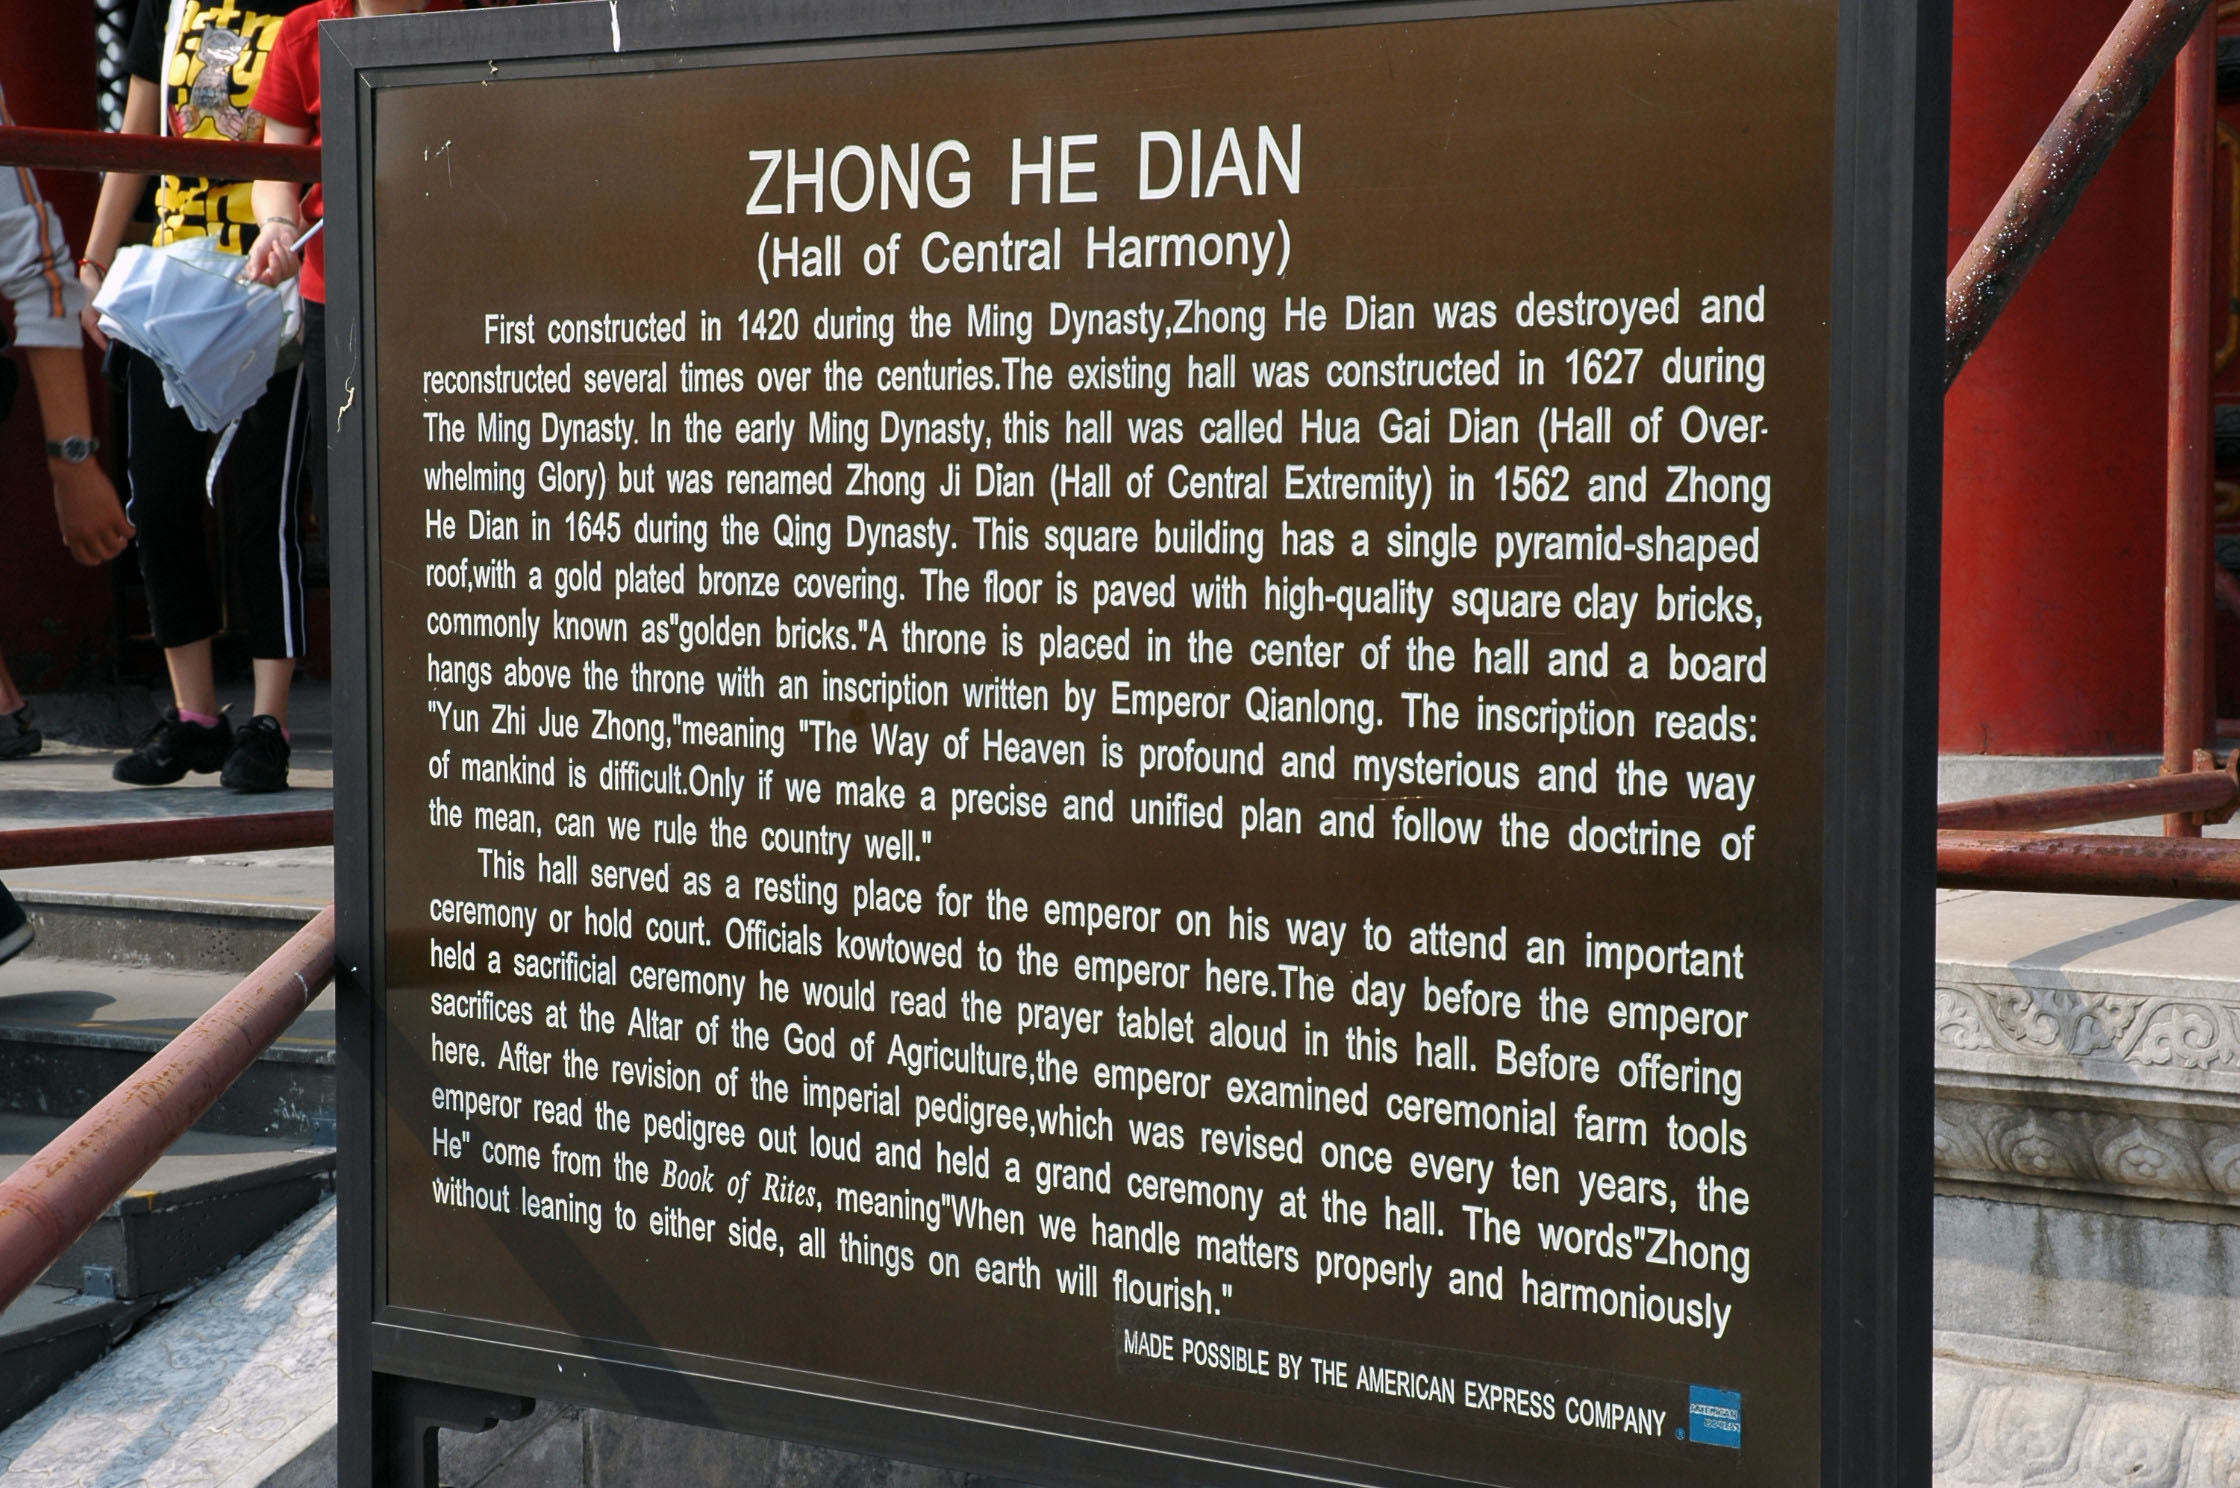 ZHONG HE DIAN
(Hall of Central Harmony)
First constructed in 1420 during the Ming Dynasty,Zhong He Dian was destroyed and
reconstructed several times over the centuries.The existing hall was constructed in 1627 during
The Ming Dynasty. In the early Ming Dynasty, this hall was called Hua Gai Dian (Hall of Over-
whelming Glory) but was renamed Zhong Ji Dian (Hall of Central Extremity) in 1562 and Zhong
He Dian in 1645 during the Qing Dynasty. This square building has a single pyramid-shaped
roof,with a gold plated bronze covering. The floor is paved with high-quality square clay bricks,
commonly known as"golden bricks."A throne is placed in the center of the hall and a board
hangs above the throne with an inscription written by Emperor Qianlong. The inscription reads:
"Yun Zhi Jue Zhong,"meaning "The Way of Heaven is profound and mysterious and the way
of mankind is difficult.Only if we make a precise and unified plan and follow the doctrine of
the mean, can we rule the country well."
This hall served as a resting place for the emperor on his way to attend an important
ceremony or hold court. Officials kowtowed to the emperor here.The day before the emperor
held a sacrificial ceremony he would read the prayer tablet aloud in this hall. Before offering
sacrifices at the Altar of the God of Agriculture,the emperor examined ceremonial farm tools
here. After the revision of the imperial pedigree,which was revised once every ten years, the
emperor read the pedigree out loud and held a grand ceremony at the hall. The words"Zhong
He" come from the Book of Rites, meaning"When we handle matters properly and harmoniously
without leaning to either side, all things on earth will flourish."
MADE POSSIBLE BY THE AMERICAN EXPRESS COMPANY
AMERICAN
EXPRESS